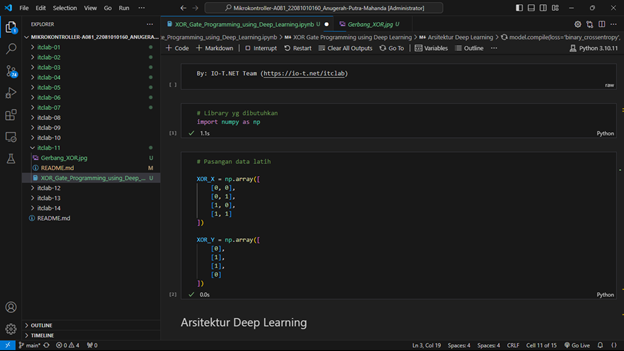 File Edit Selection View Go Run ···
Mikrokontroler-A081_22081010160_Anugerah-Putra-Mahanda [Administrator]
EXPLORER ···
XOR_Gate_Programming_using_Deep_Learning.ipynb U
Gerbang_XOR.jpg U
XOR_Gate_Programming_using_Deep_Learning.ipynb > XOR Gate Programming using Deep Learning > Arsitektur Deep Learning > model.compile(loss='binary_crossentropy',
+ Code + Markdown Interrupt Restart Clear All Outputs Go To Variables Outline ··· Python 3.10.11
MIKROKONTROLER-A081_22081010160_ANUGERA...
itclab-01
itclab-02
itclab-03
itclab-04
itclab-05
itclab-06
itclab-07
itclab-08
itclab-09
itclab-10
itclab-11
Gerbang_XOR.jpg U
README.md M
XOR_Gate_Programming_using_Deep_... U
itclab-12
itclab-13
itclab-14
README.md
OUTLINE
TIMELINE
By: IO-T.NET Team (https://io-t.net/itclab)
[ ]
raw
# Library yg dibutuhkan
import numpy as np
[1] ✓ 1.1s Python
# Pasangan data latih
XOR_X = np.array([
[0, 0],
[0, 1],
[1, 0],
[1, 1]
])
XOR_Y = np.array([
[0],
[1],
[1],
[0]
])
[2] ✓ 0.0s Python
Arsitektur Deep Learning
main* 0 4 0 Ln 3, Col 19 Spaces: 4 Spaces: 4 CRLF Cell 11 of 15 Go Live